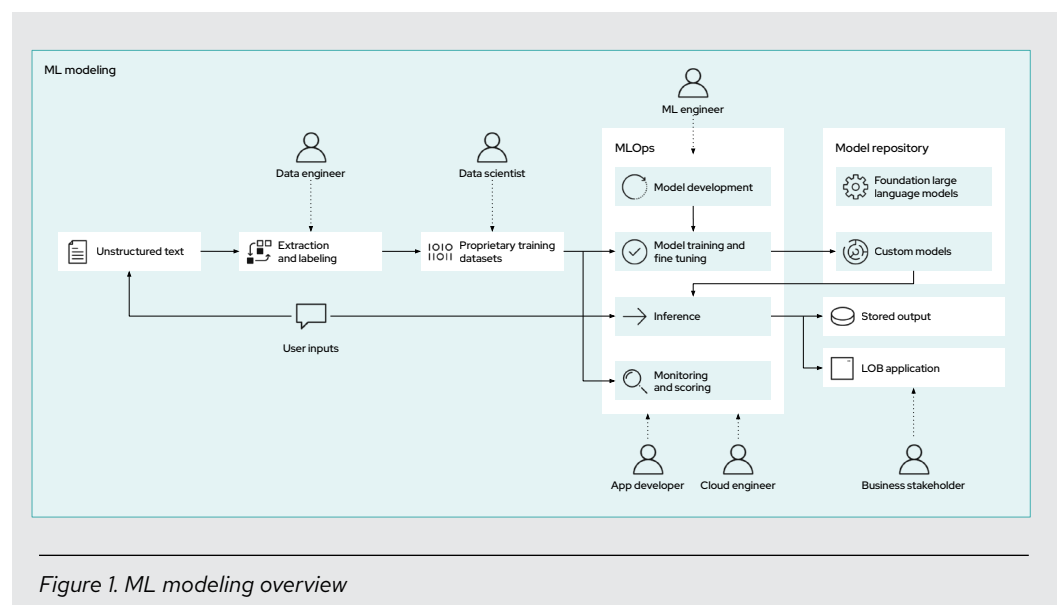 ML modeling
ML engineer
Data engineer
Data scientist
MLOps
Model repository
Model development
Foundation large
language models
Unstructured text
Extraction
and labeling
1010
11011
Proprietary training
datasets
Model training and
fine tuning
Custom models
User inputs
Inference
Stored output
Monitoring
and scoring
LOB application
App developer
Cloud engineer
Business stakeholder
Figure 1. ML modeling overview